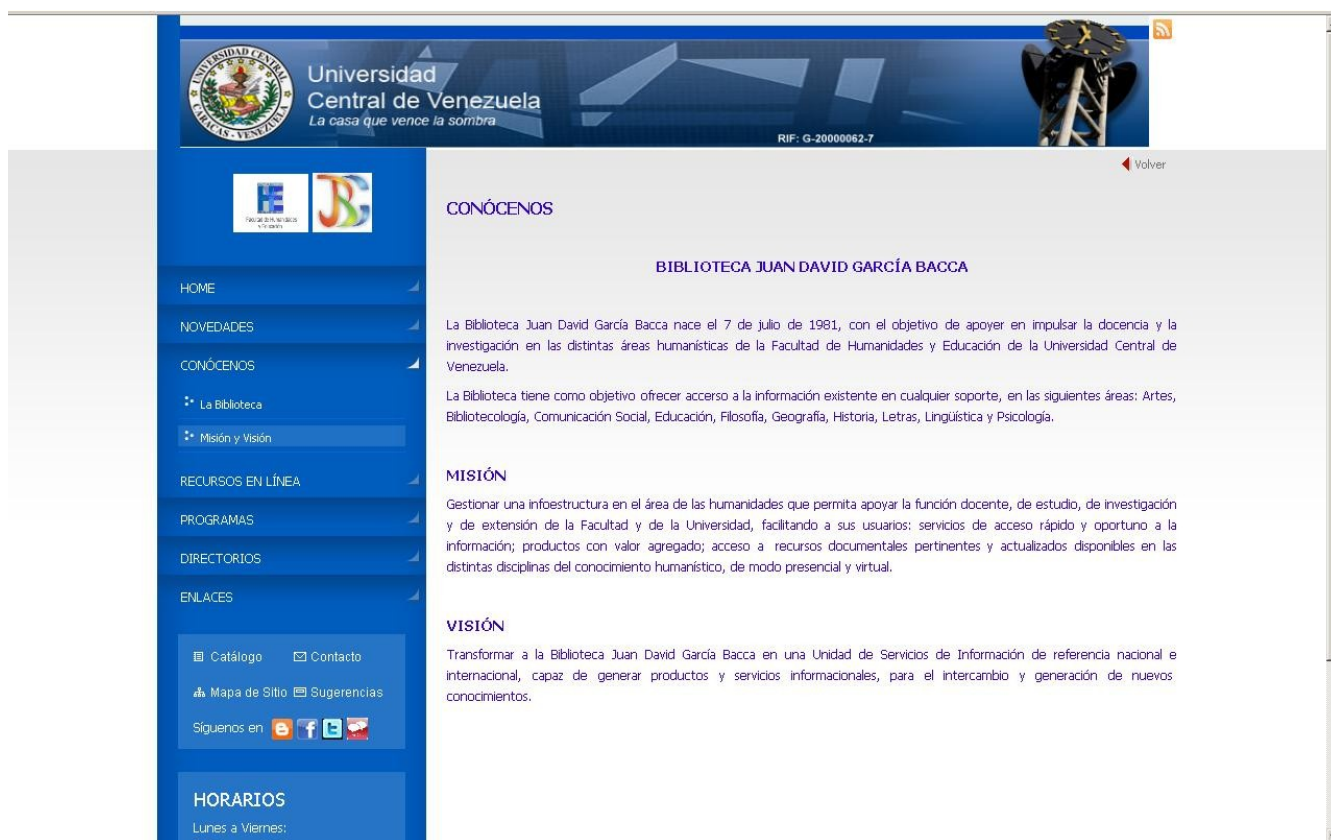 UNIVERSIDAD CENTRAL
CARACAS - VENEZUELA
Universidad
Central de Venezuela
La casa que vence la sombra
RIF: G-20000062-7
Volver
Facultad de Humanidades
y Educación
CONÓCENOS
BIBLIOTECA JUAN DAVID GARCÍA BACCA
HOME
NOVEDADES
CONÓCENOS
La Biblioteca
Misión y Visión
RECURSOS EN LÍNEA
PROGRAMAS
DIRECTORIOS
ENLACES
Catálogo Contacto
Mapa de Sitio Sugerencias
Síguenos en
HORARIOS
Lunes a Viernes:
La Biblioteca Juan David García Bacca nace el 7 de julio de 1981, con el objetivo de apoyer en impulsar la docencia y la
investigación en las distintas áreas humanísticas de la Facultad de Humanidades y Educación de la Universidad Central de
Venezuela.
La Biblioteca tiene como objetivo ofrecer accerso a la información existente en cualquier soporte, en las siguientes áreas: Artes,
Bibliotecología, Comunicación Social, Educación, Filosofía, Geografía, Historia, Letras, Lingüística y Psicología.
MISIÓN
Gestionar una infoestructura en el área de las humanidades que permita apoyar la función docente, de estudio, de investigación
y de extensión de la Facultad y de la Universidad, facilitando a sus usuarios: servicios de acceso rápido y oportuno a la
información; productos con valor agregado; acceso a recursos documentales pertinentes y actualizados disponibles en las
distintas disciplinas del conocimiento humanístico, de modo presencial y virtual.
VISIÓN
Transformar a la Biblioteca Juan David García Bacca en una Unidad de Servicios de Información de referencia nacional e
internacional, capaz de generar productos y servicios informacionales, para el intercambio y generación de nuevos
conocimientos.